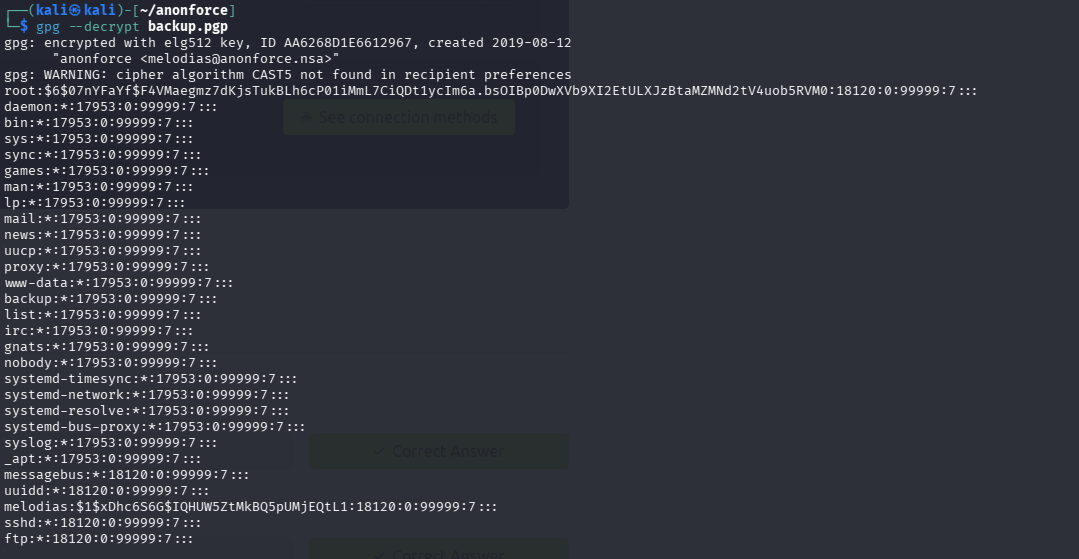 ┌──(kali㉿kali)-[~/anonforce]
└─$ gpg --decrypt backup.pgp
gpg: encrypted with elg512 key, ID AA6268D1E6612967, created 2019-08-12
      "anonforce <melodias@anonforce.nsa>"
gpg: WARNING: cipher algorithm CAST5 not found in recipient preferences
root:$6$07nYFaYf$F4VMaegmz7dKjsTukBLh6cP01iMmL7CiQDt1ycIm6a.bsOIBp0DwXVb9XI2EtULXJzBtaMZMNd2tV4uob5RVM0:18120:0:99999:7:::
daemon:*:17953:0:99999:7:::
See connection methods
bin:*:17953:0:99999:7:::
sys:*:17953:0:99999:7:::
sync:*:17953:0:99999:7:::
games:*:17953:0:99999:7:::
man:*:17953:0:99999:7:::
lp:*:17953:0:99999:7:::
mail:*:17953:0:99999:7:::
news:*:17953:0:99999:7:::
uucp:*:17953:0:99999:7:::
proxy:*:17953:0:99999:7:::
www-data:*:17953:0:99999:7:::
backup:*:17953:0:99999:7:::
list:*:17953:0:99999:7:::
irc:*:17953:0:99999:7:::
gnats:*:17953:0:99999:7:::
nobody:*:17953:0:99999:7:::
systemd-timesync:*:17953:0:99999:7:::
systemd-network:*:17953:0:99999:7:::
systemd-resolve:*:17953:0:99999:7:::
systemd-bus-proxy:*:17953:0:99999:7:::
syslog:*:17953:0:99999:7:::
_apt:*:17953:0:99999:7:::
✓ Correct Answer
messagebus:*:18120:0:99999:7:::
uuidd:*:18120:0:99999:7:::
melodias:$1$xDhc6S6G$IQHUW5ZtMkBQ5pUMjEQtL1:18120:0:99999:7:::
sshd:*:18120:0:99999:7:::
ftp:*:18120:0:99999:7:::
✓ Correct Answer